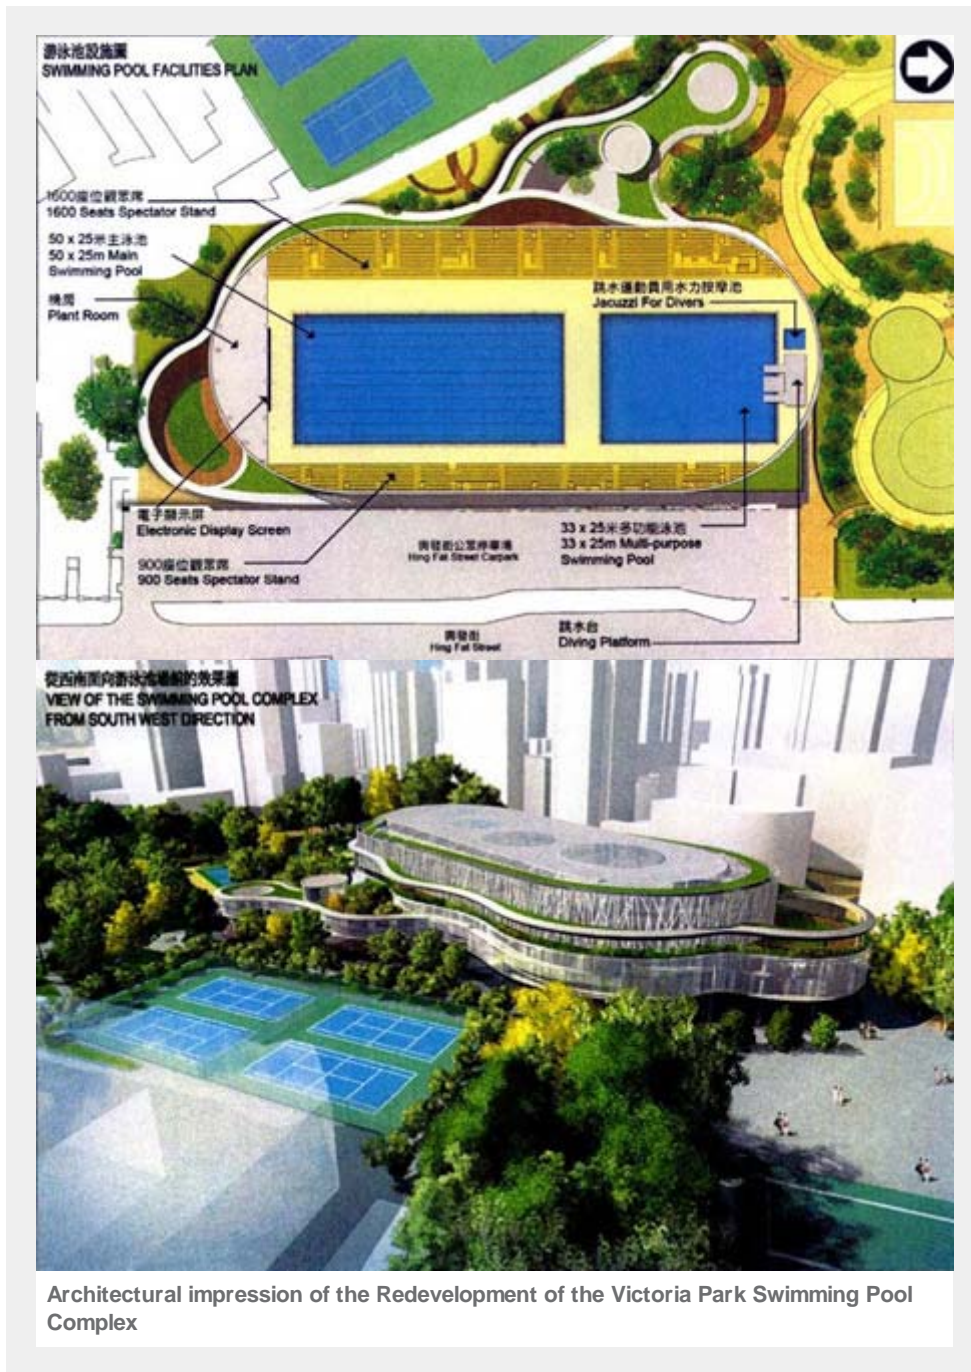 游泳池設施圖
SWIMMING POOL FACILITIES PLAN
1600座位觀眾席
1600 Seats Spectator Stand
50 x 25米主泳池
50 x 25m Main
Swimming Pool
機房
Plant Room
跳水運動員用水力按摩池
Jacuzzi For Divers
電子顯示屏
Electronic Display Screen
900座位觀眾席
900 Seats Spectator Stand
興發街公眾停車場
Hing Fat Street Carpark
33 x 25米多功能泳池
33 x 25m Multi-purpose
Swimming Pool
興發街
Hing Fat Street
跳水台
Diving Platform
從西南面向游泳池場館的效果圖
VIEW OF THE SWIMMING POOL COMPLEX
FROM SOUTH WEST DIRECTION
Architectural impression of the Redevelopment of the Victoria Park Swimming Pool
Complex